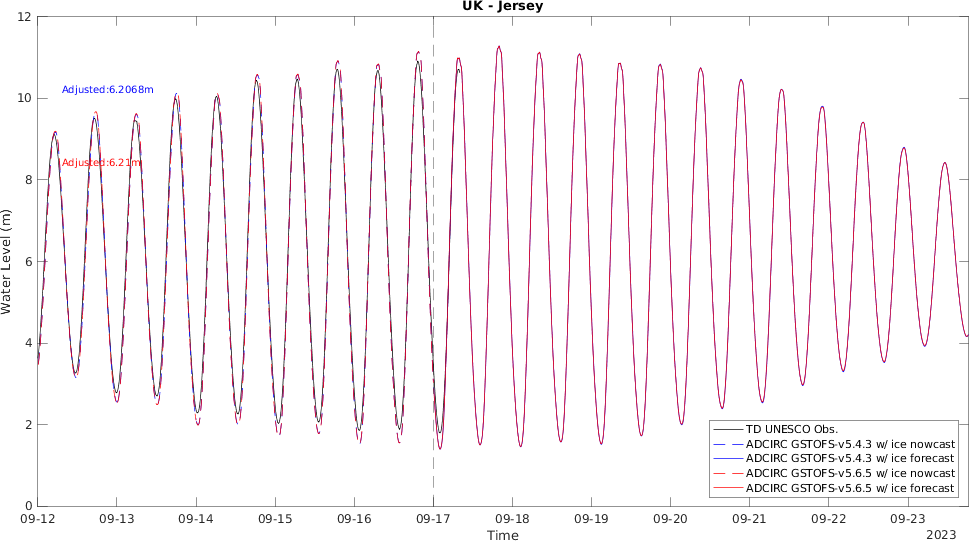 UK - Jersey
12
10
8
6
4
2
0
Water Level (m)
Adjusted:6.2068m
Adjusted:6.21m
TD UNESCO Obs.
ADCIRC GSTOFS-v5.4.3 w/ ice nowcast
ADCIRC GSTOFS-v5.4.3 w/ ice forecast
ADCIRC GSTOFS-v5.6.5 w/ ice nowcast
ADCIRC GSTOFS-v5.6.5 w/ ice forecast
09-12 09-13 09-14 09-15 09-16 09-17 09-18 09-19 09-20 09-21 09-22 09-23
Time
2023